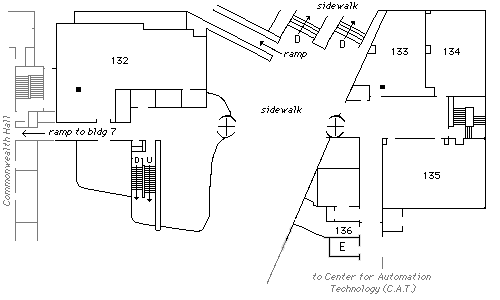 sidewalk
D
D
ramp
132
133
134
sidewalk
Commonwealth Hall
ramp to bldg 7
D U
135
136
E
to Center for Automation
Technology (C.A.T.)